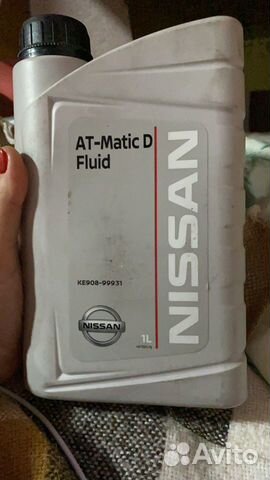 AT-Matic D
Fluid
NISSAN
KE908-99931
NISSAN
1L
Avito